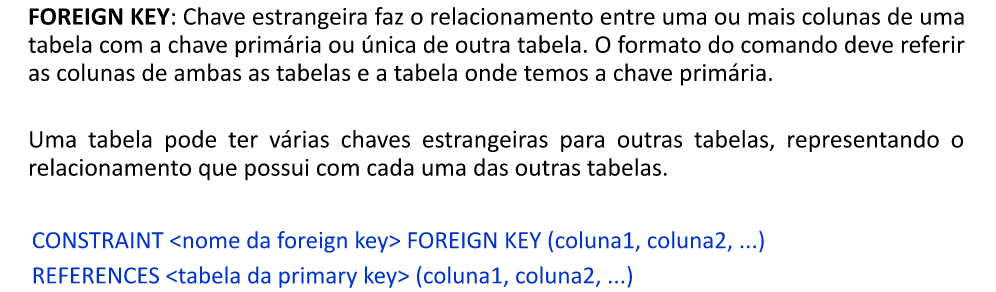 FOREIGN KEY: Chave estrangeira faz o relacionamento entre uma ou mais colunas de uma
tabela com a chave primária ou única de outra tabela. O formato do comando deve referir
as colunas de ambas as tabelas e a tabela onde temos a chave primária.
Uma tabela pode ter várias chaves estrangeiras para outras tabelas, representando o
relacionamento que possui com cada uma das outras tabelas.
CONSTRAINT <nome da foreign key> FOREIGN KEY (coluna1, coluna2, ...)
REFERENCES <tabela da primary key> (coluna1, coluna2, ...)